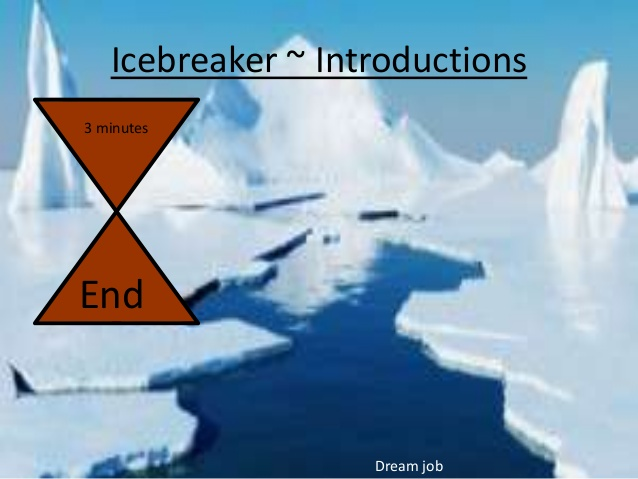 Icebreaker ~ Introductions
3 minutes
End
Dream job